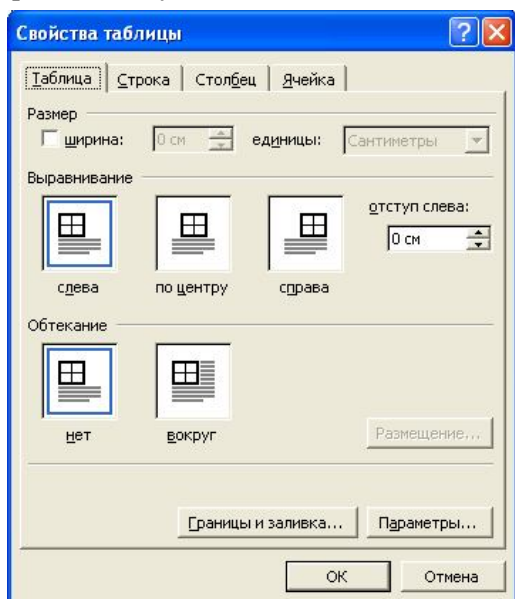 Свойства таблицы
Таблица Строка Столбец Ячейка
Размер
ширина: 0 см единицы: Сантиметры
Выравнивание
отступ слева:
0 см
слева по центру справа
Обтекание
нет вокруг Размещение...
Границы и заливка... Параметры...
ОК Отмена